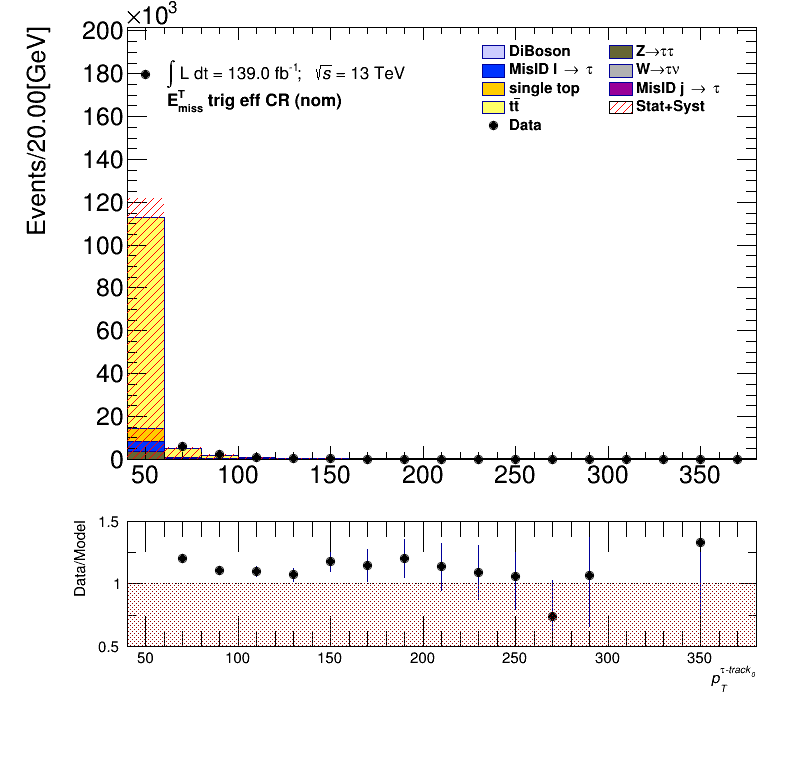 ×10³
200
180
160
140
120
100
80
60
40
20
0
Events/20.00[GeV]
∫ L dt = 139.0 fb⁻¹; √s = 13 TeV
E^T_miss trig eff CR (nom)
DiBoson
MisID l → τ
single top
tt̄
Data
Z→ττ
W→τν
MisID j → τ
Stat+Syst
50 100 150 200 250 300 350
Data/Model
1.5
1
0.5
50 100 150 200 250 300 350
p_T^τ-track₀